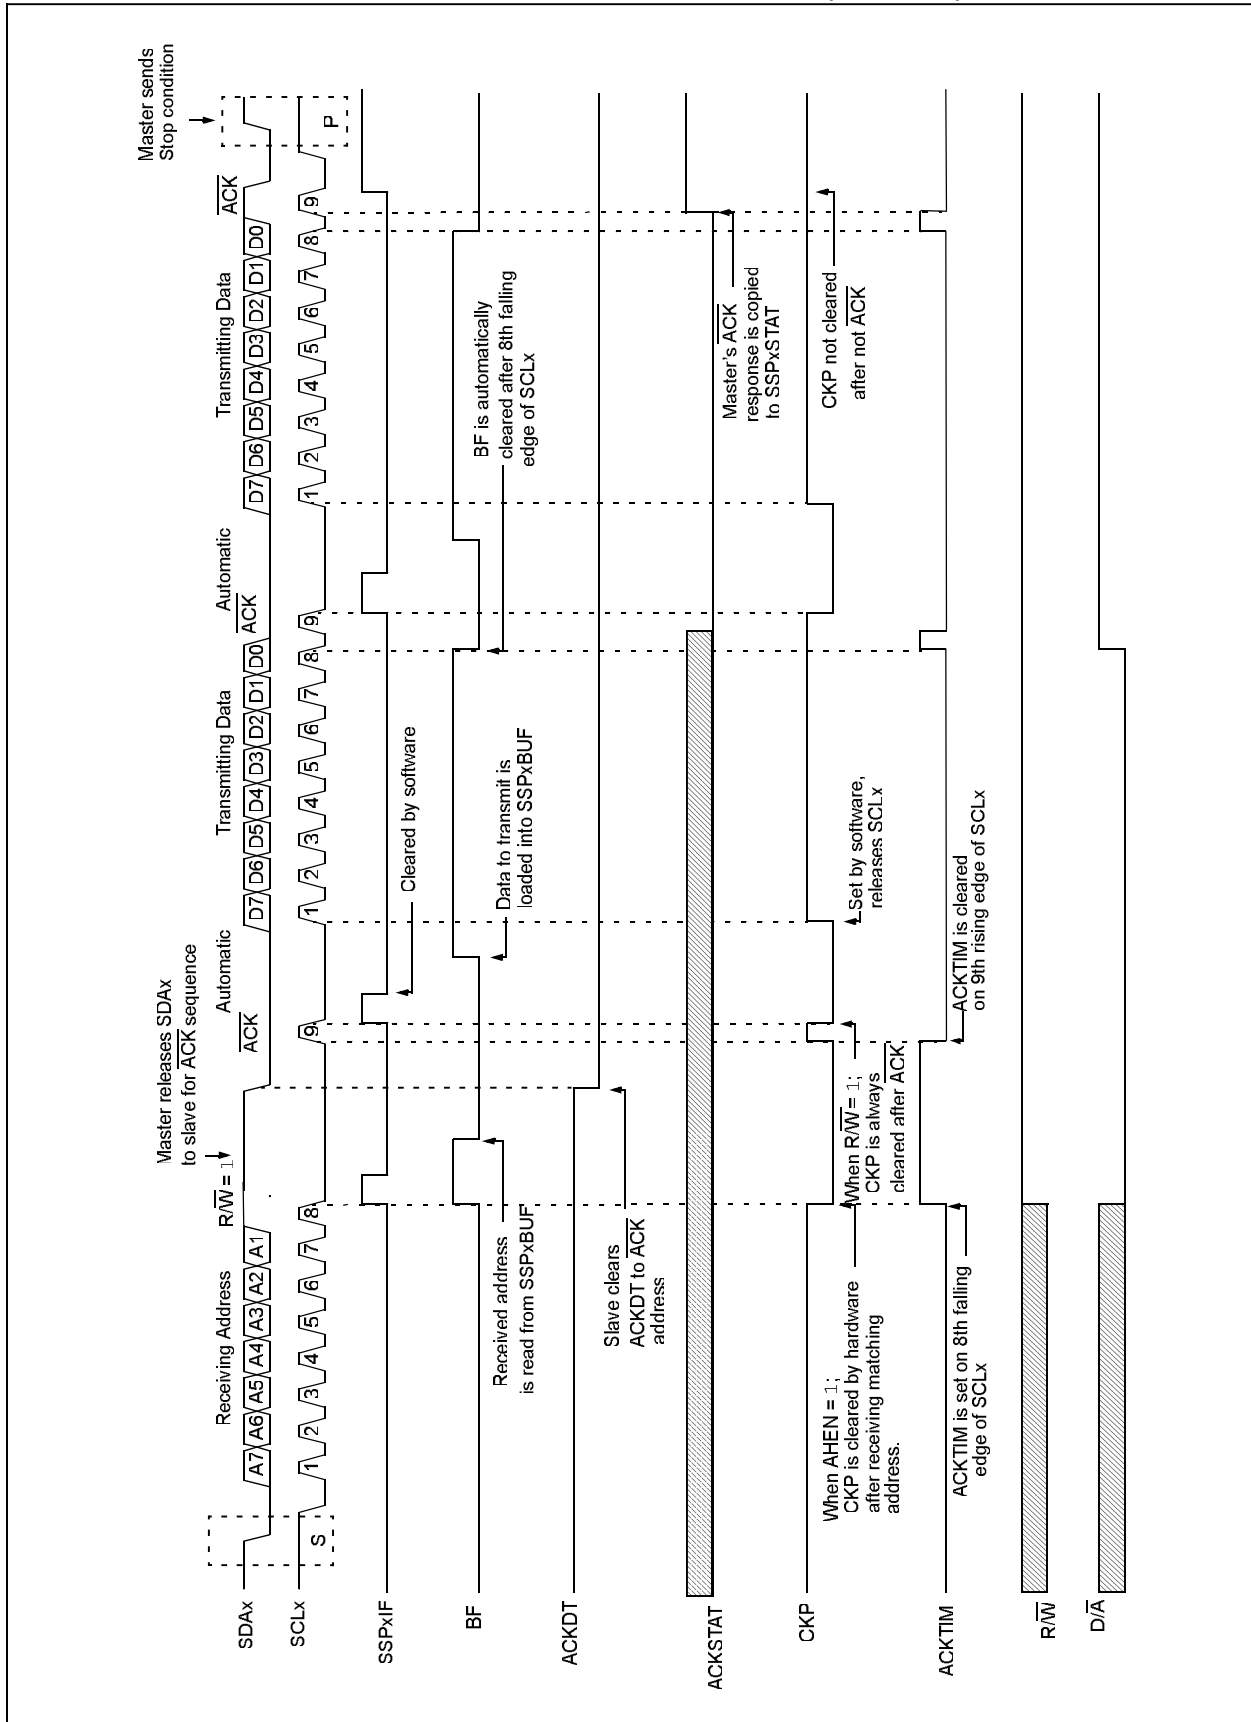 Master sends
Stop condition
Master releases SDAx
to slave for ACK sequence
Receiving Address
R/W = 1
Automatic
Transmitting Data
Automatic
Transmitting Data
ACK
ACK
ACK
SDAx
A7 A6 A5 A4 A3 A2 A1
D7 D6 D5 D4 D3 D2 D1 D0
D7 D6 D5 D4 D3 D2 D1 D0
SCLx
S
1 2 3 4 5 6 7 8 9
1 2 3 4 5 6 7 8 9
1 2 3 4 5 6 7 8 9
P
SSPxIF
Cleared by software
BF
Received address
is read from SSPxBUF
Data to transmit is
loaded into SSPxBUF
BF is automatically
cleared after 8th falling
edge of SCLx
ACKDT
Slave clears
ACKDT to ACK
address
ACKSTAT
Master's ACK
response is copied
to SSPxSTAT
CKP
When AHEN = 1;
CKP is cleared by hardware
after receiving matching
address.
When R/W = 1;
CKP is always
cleared after ACK
Set by software,
releases SCLx
CKP not cleared
after not ACK
ACKTIM
ACKTIM is set on 8th falling
edge of SCLx
ACKTIM is cleared
on 9th rising edge of SCLx
R/W
D/A